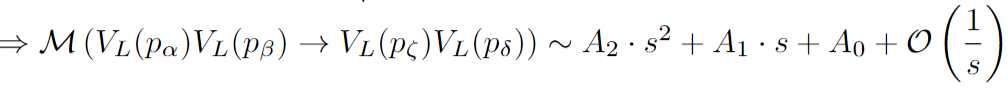 ⇒ ℳ (V_L(p_α)V_L(p_β) → V_L(p_ζ)V_L(p_δ)) ∼ A_2 · s^2 + A_1 · s + A_0 + 𝒪 (1/s)